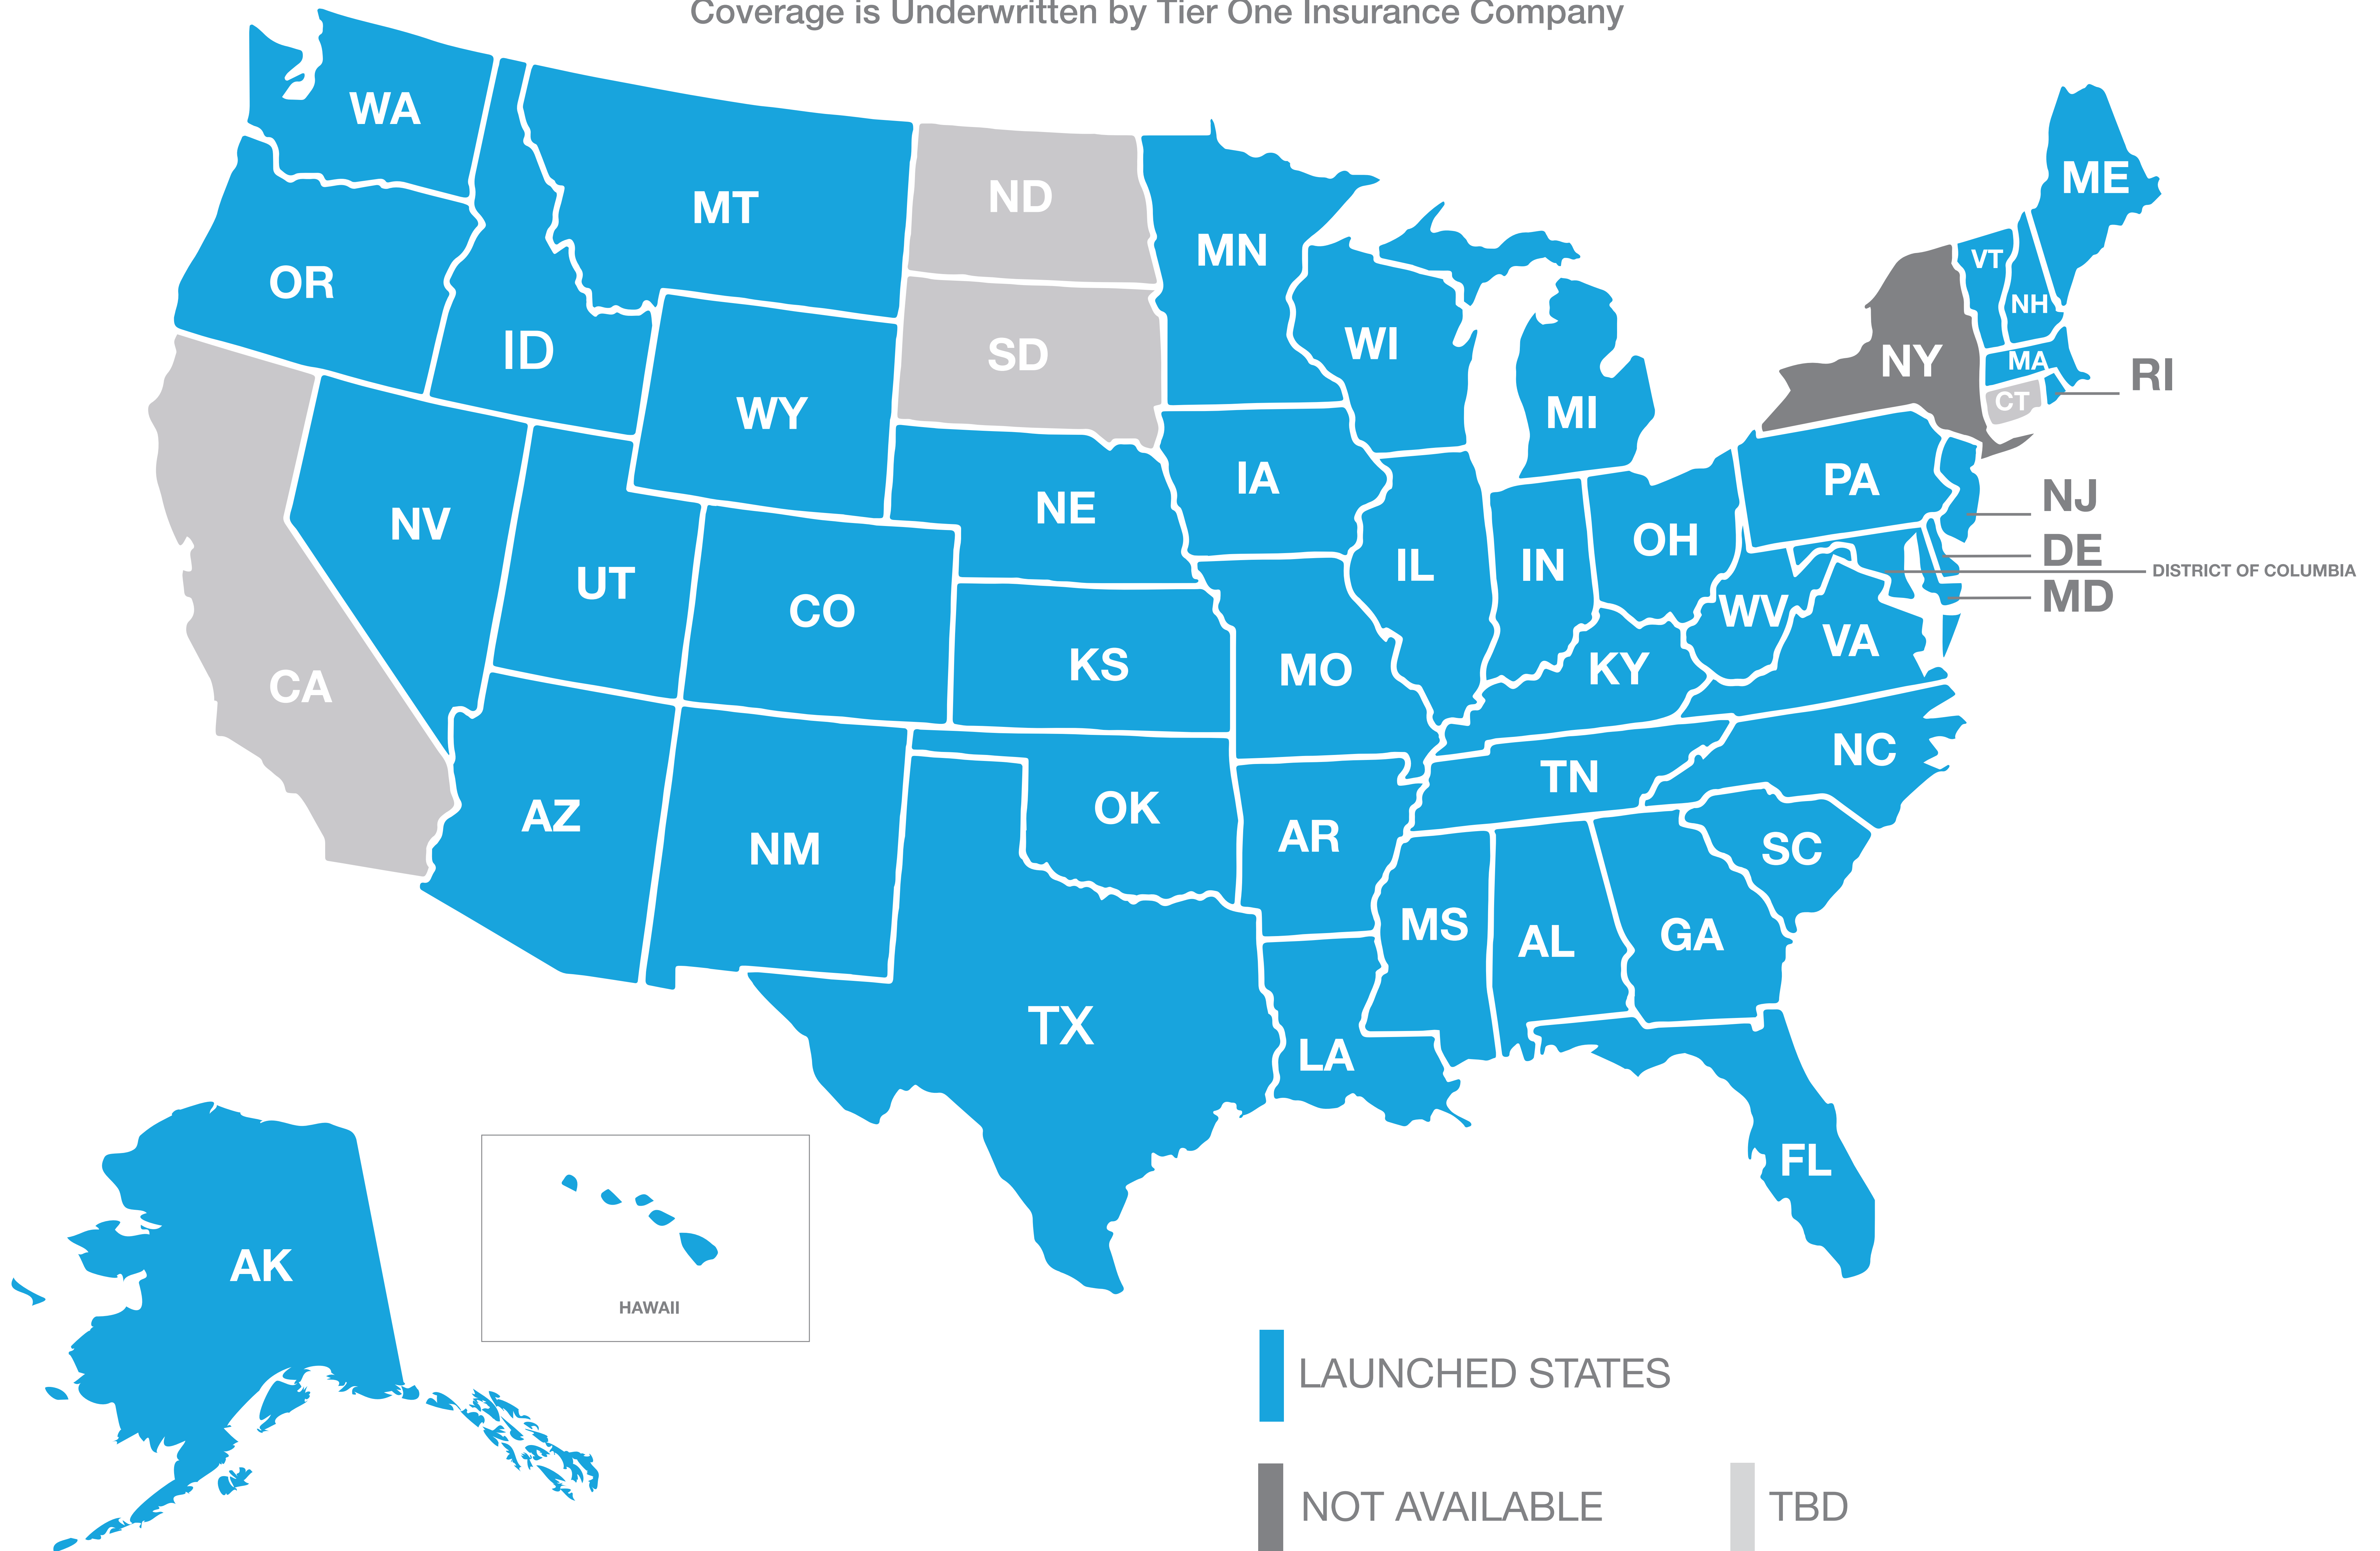 Coverage is Underwritten by Tier One Insurance Company
WA
MT
ND
ME
OR
MN
VT
NH
ID
SD
WI
NY
MA
RI
WY
MI
CT
IA
PA
NV
NE
NJ
OH
UT
IL
IN
DE
DISTRICT OF COLUMBIA
CO
WV
MD
KS
MO
KY
VA
CA
NC
TN
AZ
NM
OK
AR
SC
MS
AL
GA
TX
LA
FL
AK
HAWAII
LAUNCHED STATES
NOT AVAILABLE
TBD